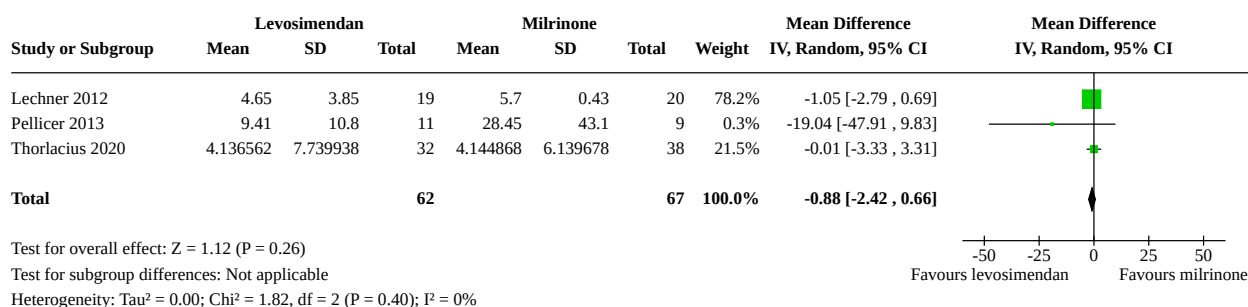 Levosimendan Milrinone Mean Difference Mean Difference
Study or Subgroup Mean SD Total Mean SD Total Weight IV, Random, 95% CI IV, Random, 95% CI
Lechner 2012 4.65 3.85 19 5.7 0.43 20 78.2% -1.05 [-2.79 , 0.69]
Pellicer 2013 9.41 10.8 11 28.45 43.1 9 0.3% -19.04 [-47.91 , 9.83]
Thorlacius 2020 4.136562 7.739938 32 4.144868 6.139678 38 21.5% -0.01 [-3.33 , 3.31]
Total 62 67 100.0% -0.88 [-2.42 , 0.66]
Test for overall effect: Z = 1.12 (P = 0.26)
-50 -25 0 25 50
Test for subgroup differences: Not applicable
Favours levosimendan Favours milrinone
Heterogeneity: Tau² = 0.00; Chi² = 1.82, df = 2 (P = 0.40); I² = 0%